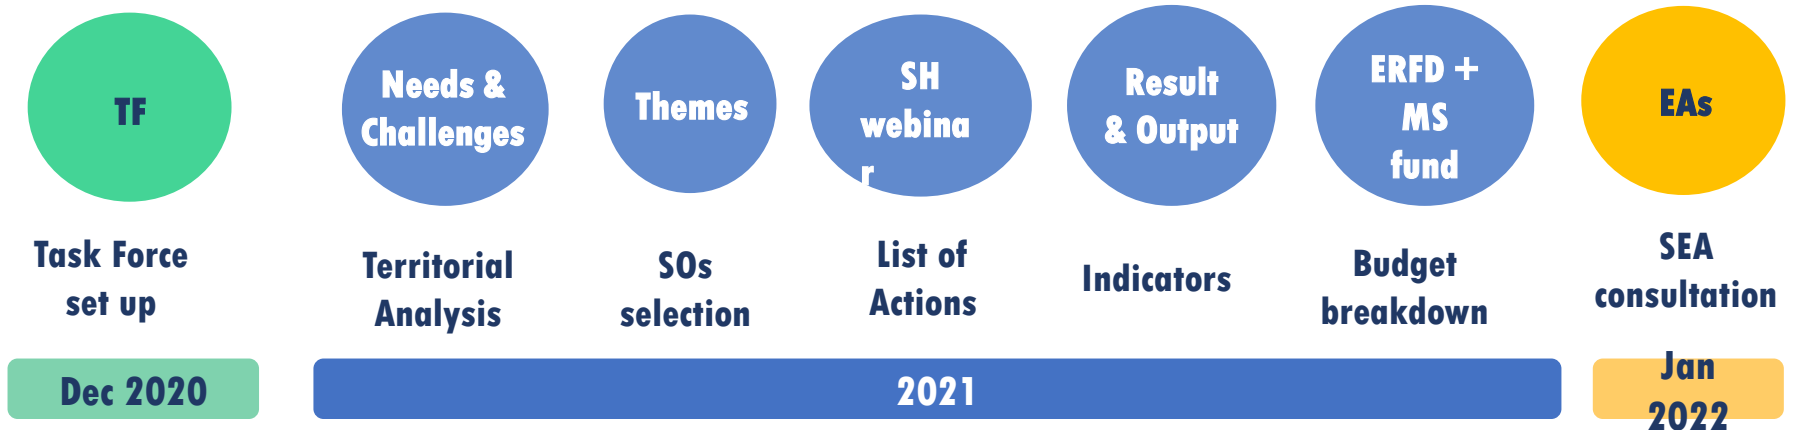 TF
Needs &
Challenges
Themes
SH
webina
r
Result
& Output
ERFD +
MS
fund
EAs
Task Force
set up
Territorial
Analysis
SOs
selection
List of
Actions
Indicators
Budget
breakdown
SEA
consultation
Dec 2020
2021
Jan
2022